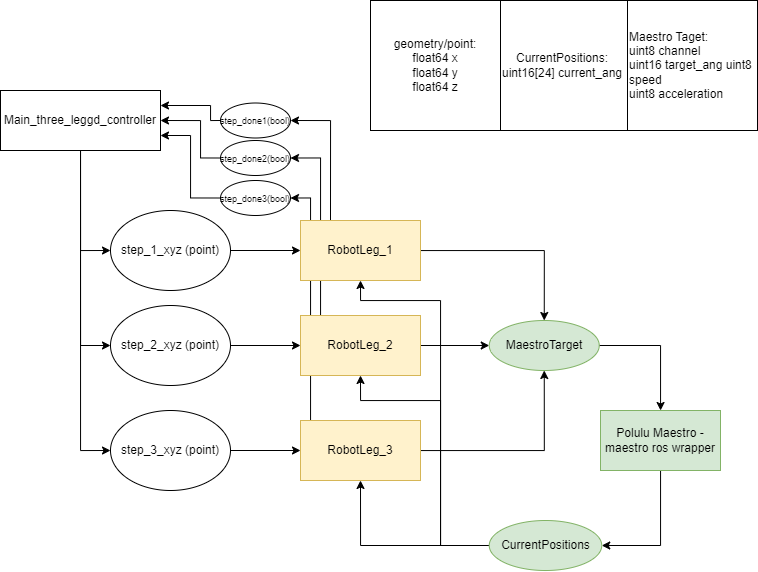 geometry/point:
float64 x
float64 y
float64 z
CurrentPositions:
uint16[24] current_ang
Maestro Taget:
uint8 channel
uint16 target_ang uint8
speed
uint8 acceleration
Main_three_leggd_controller
step_done1(bool)
step_done2(bool)
step_done3(bool)
step_1_xyz (point)
RobotLeg_1
step_2_xyz (point)
RobotLeg_2
MaestroTarget
step_3_xyz (point)
RobotLeg_3
Polulu Maestro -
maestro ros wrapper
CurrentPositions